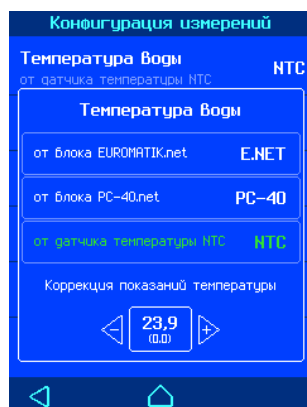 Конфигурация измерений
Температура воды
от датчика температуры NTC
NTC
Температура воды
от блока EUROMATIK.net E.NET
от блока PC-40.net PC-40
от датчика температуры NTC NTC
Коррекция показаний температуры
- 23,9 +
(0.0)